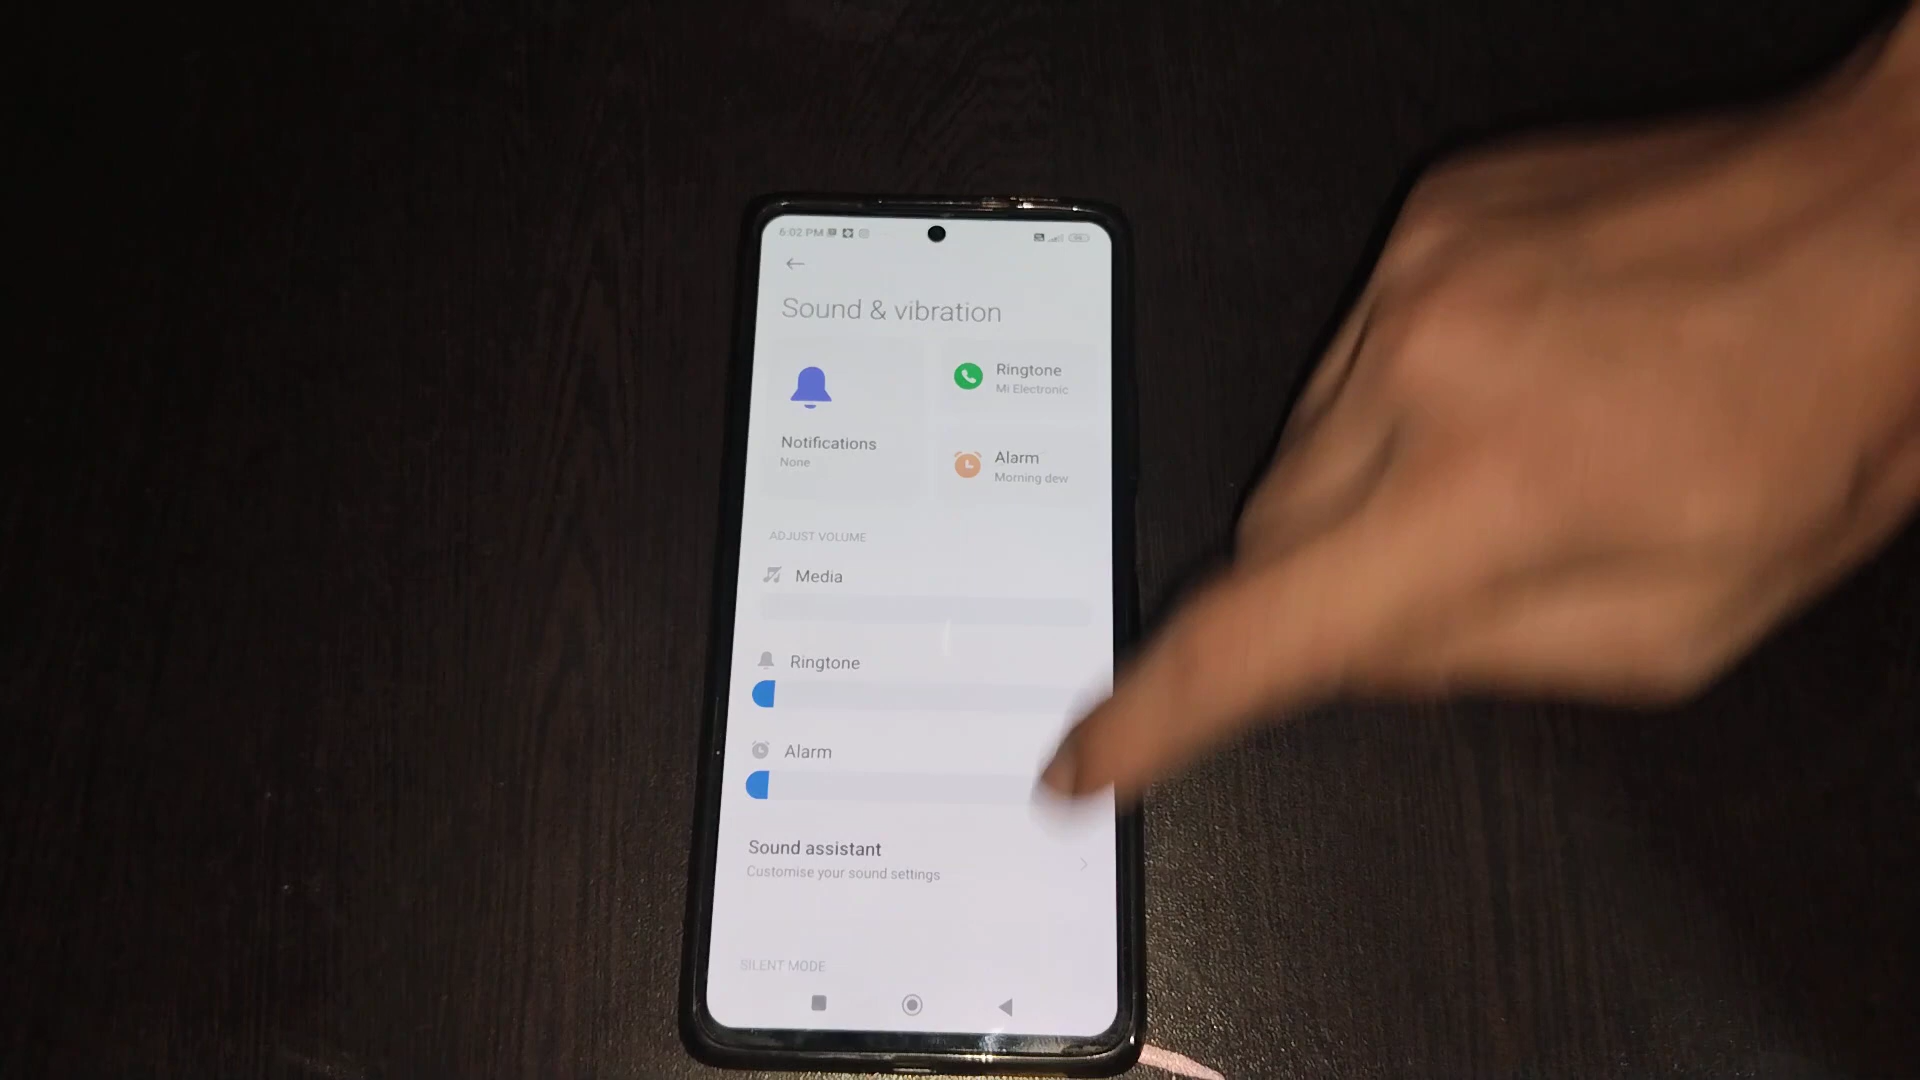 6:02 PM
Sound & vibration
Ringtone
Mi Electronic
Notifications
None
Alarm
Morning dew
ADJUST VOLUME
Media
Ringtone
Alarm
Sound assistant
Customise your sound settings
SILENT MODE